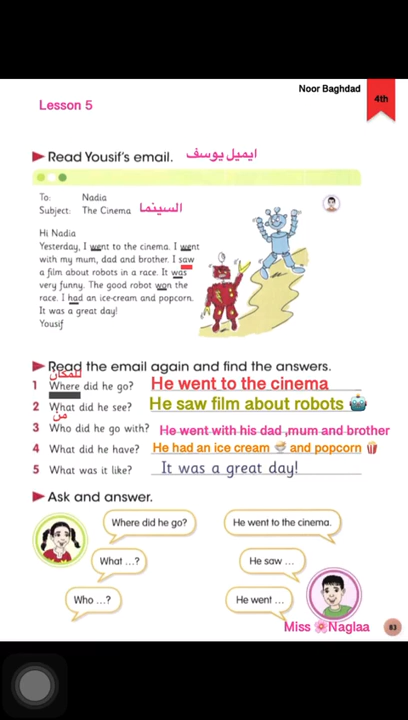 Noor Baghdad
4th
Lesson 5
Read Yousif's email. ايميل يوسف
To: Nadia
Subject: The Cinema السينما
Hi Nadia
Yesterday, I went to the cinema. I went
with my mum, dad and brother. I saw
a film about robots in a race. It was
very funny. The good robot won the
race. I had an ice-cream and popcorn.
It was a great day!
Yousif
Read the email again and find the answers.
للمكان
1 Where did he go? He went to the cinema
2 What did he see? He saw film about robots
من
3 Who did he go with? He went with his dad ,mum and brother
4 What did he have? He had an ice cream and popcorn
5 What was it like? It was a great day!
Ask and answer.
Where did he go? He went to the cinema.
What ...? He saw ...
Who ...? He went ...
Miss Naglaa
83